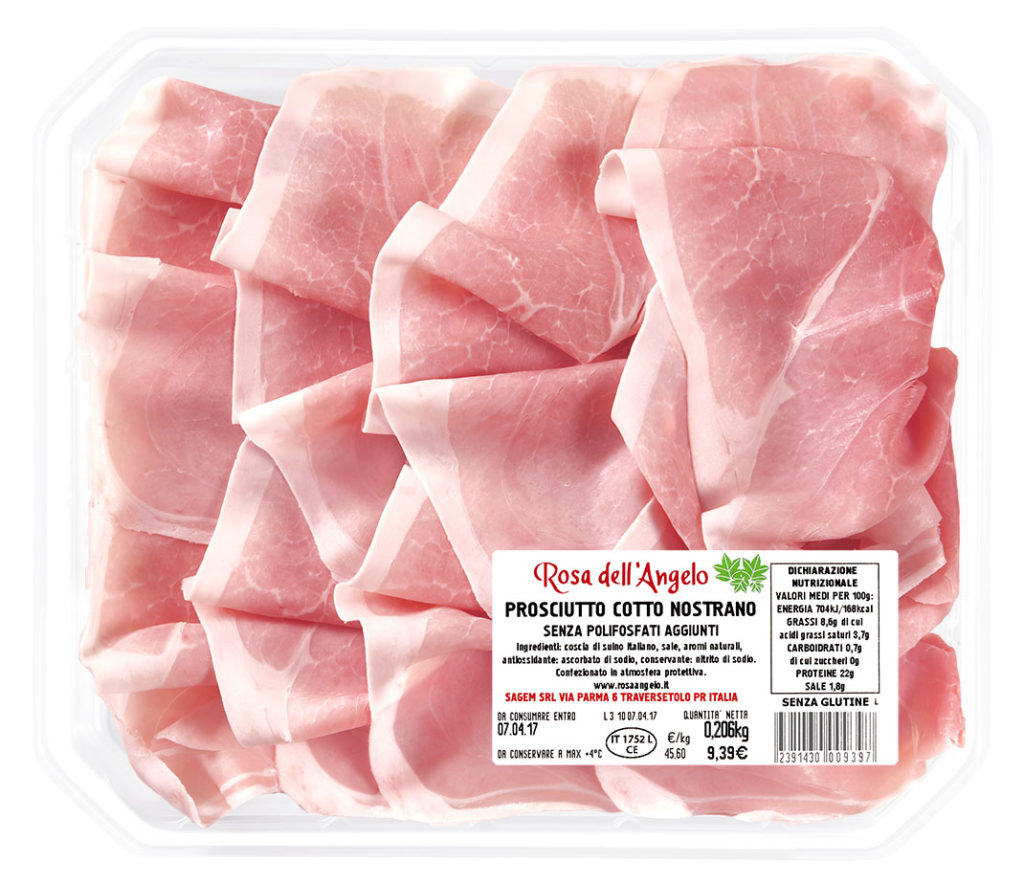 Rosa dell'Angelo
PROSCIUTTO COTTO NOSTRANO
SENZA POLIFOSFATI AGGIUNTI
Ingredienti: coscia di suino italiano, sale, aromi naturali,
antiossidante: ascorbato di sodio, conservante: nitrito di sodio.
Confezionato in atmosfera protettiva.
www.rosaangelo.it
SAGEM SRL VIA PARMA 6 TRAVERSETOLO PR ITALIA
DA CONSUMARE ENTRO
07.04.17
L 3 10 07.04.17
QUANTITA' NETTA
0,206kg
DA CONSERVARE A MAX +4°C
IT 1752 L
CE
€/kg
45,60
9,39€
DICHIARAZIONE
NUTRIZIONALE
VALORI MEDI PER 100g:
ENERGIA 704kJ/168kcal
GRASSI 8,6g di cui
acidi grassi saturi 3,7g
CARBOIDRATI 0,7g
di cui zuccheri 0g
PROTEINE 22g
SALE 1,8g
SENZA GLUTINE L
2391430 009397